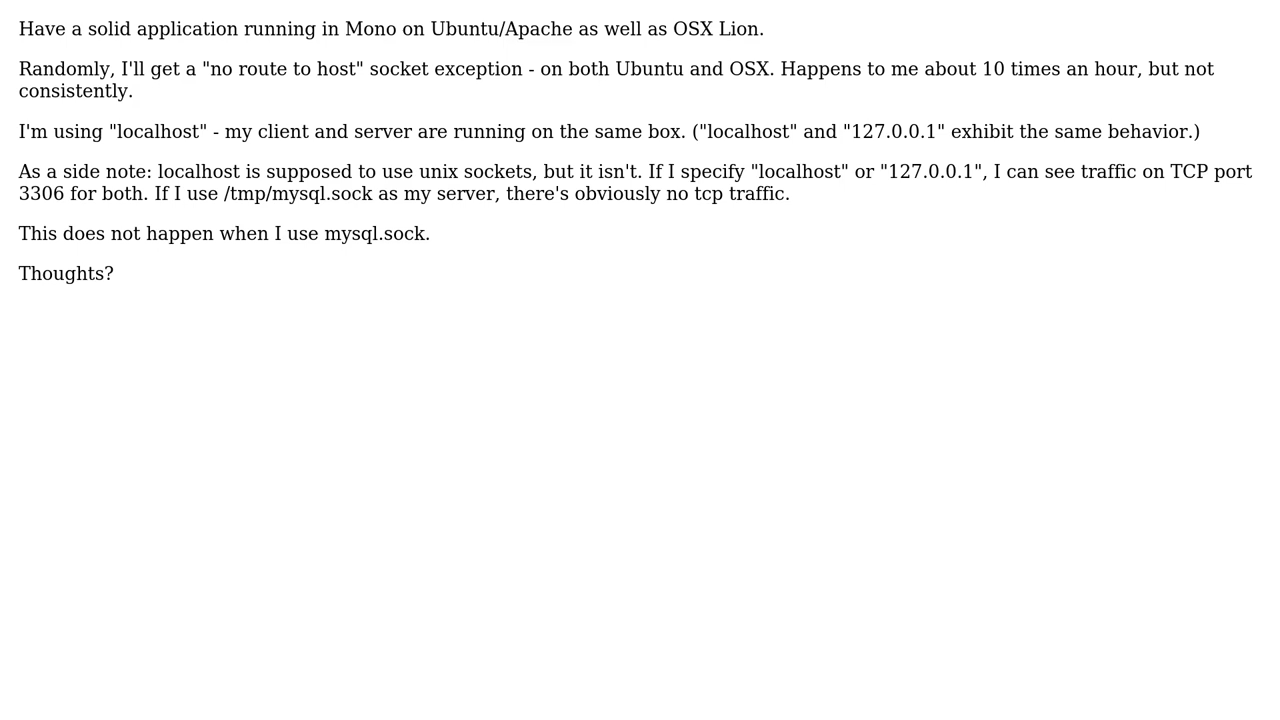 Have a solid application running in Mono on Ubuntu/Apache as well as OSX Lion.
Randomly, I'll get a "no route to host" socket exception - on both Ubuntu and OSX. Happens to me about 10 times an hour, but not
consistently.
I'm using "localhost" - my client and server are running on the same box. ("localhost" and "127.0.0.1" exhibit the same behavior.)
As a side note: localhost is supposed to use unix sockets, but it isn't. If I specify "localhost" or "127.0.0.1", I can see traffic on TCP port
3306 for both. If I use /tmp/mysql.sock as my server, there's obviously no tcp traffic.
This does not happen when I use mysql.sock.
Thoughts?